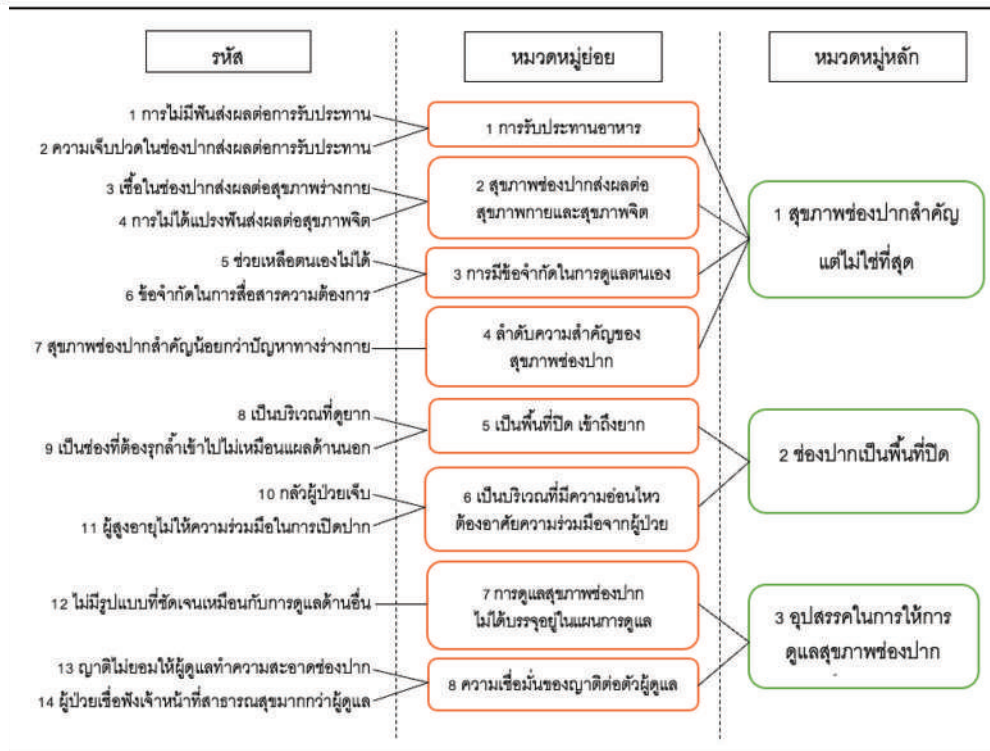 รหัส
หมวดหมู่ย่อย
หมวดหมู่หลัก
1 การไม่มีฟันส่งผลต่อการรับประทาน
2 ความเจ็บปวดในช่องปากส่งผลต่อการรับประทาน
3 เชื้อในช่องปากส่งผลต่อสุขภาพร่างกาย
4 การไม่ได้แปรงฟันส่งผลต่อสุขภาพจิต
5 ช่วยเหลือตนเองไม่ได้
6 ข้อจำกัดในการสื่อสารความต้องการ
7 สุขภาพช่องปากสำคัญน้อยกว่าปัญหาทางร่างกาย
8 เป็นบริเวณที่ดูยาก
9 เป็นช่องที่ต้องรุกล้ำเข้าไปไม่เหมือนแผลด้านนอก
10 กลัวผู้ป่วยเจ็บ
11 ผู้สูงอายุไม่ให้ความร่วมมือในการเปิดปาก
12 ไม่มีรูปแบบที่ชัดเจนเหมือนกับการดูแลด้านอื่น
13 ญาติไม่ยอมให้ผู้ดูแลทำความสะอาดช่องปาก
14 ผู้ป่วยเชื่อฟังเจ้าหน้าที่สาธารณสุขมากกว่าผู้ดูแล
1 การรับประทานอาหาร
2 สุขภาพช่องปากส่งผลต่อ
สุขภาพกายและสุขภาพจิต
3 การมีข้อจำกัดในการดูแลตนเอง
4 ลำดับความสำคัญของ
สุขภาพช่องปาก
5 เป็นพื้นที่ปิด เข้าถึงยาก
6 เป็นบริเวณที่มีความอ่อนไหว
ต้องอาศัยความร่วมมือจากผู้ป่วย
7 การดูแลสุขภาพช่องปาก
ไม่ได้บรรจุอยู่ในแผนการดูแล
8 ความเชื่อมั่นของญาติต่อตัวผู้ดูแล
1 สุขภาพช่องปากสำคัญ
แต่ไม่ใช่ที่สุด
2 ช่องปากเป็นพื้นที่ปิด
3 อุปสรรคในการให้การ
ดูแลสุขภาพช่องปาก